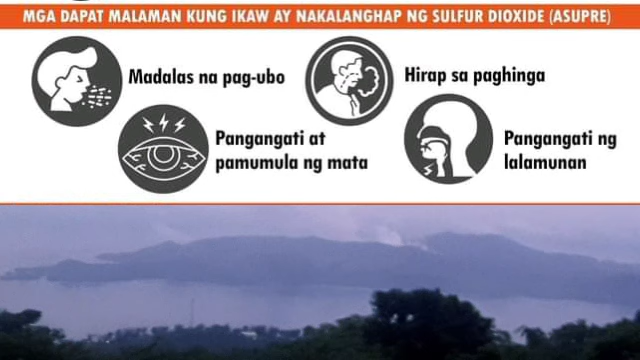 MGA DAPAT MALAMAN KUNG IKAW AY NAKALANGHAP NG SULFUR DIOXIDE (ASUPRE)
Madalas na pag-ubo
Hirap sa paghinga
Pangangati at
pamumula ng mata
Pangangati ng
lalamunan